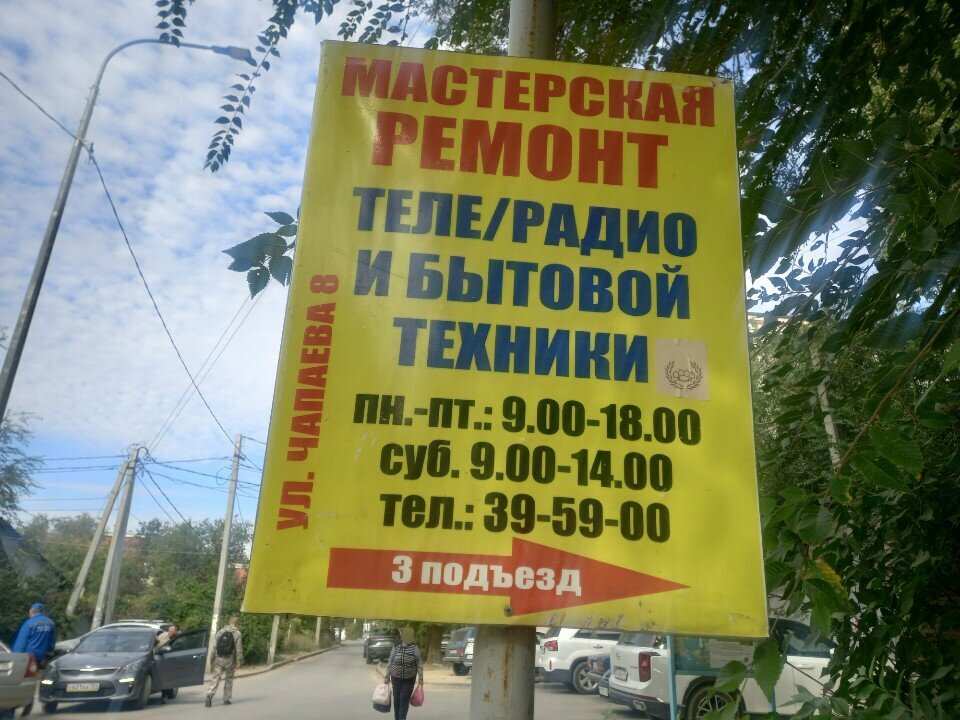 МАСТЕРСКАЯ
РЕМОНТ
ТЕЛЕ/РАДИО
И БЫТОВОЙ
ТЕХНИКИ
УЛ. ЧАПАЕВА 8
пн.-пт.: 9.00-18.00
суб. 9.00-14.00
тел.: 39-59-00
3 подъезд